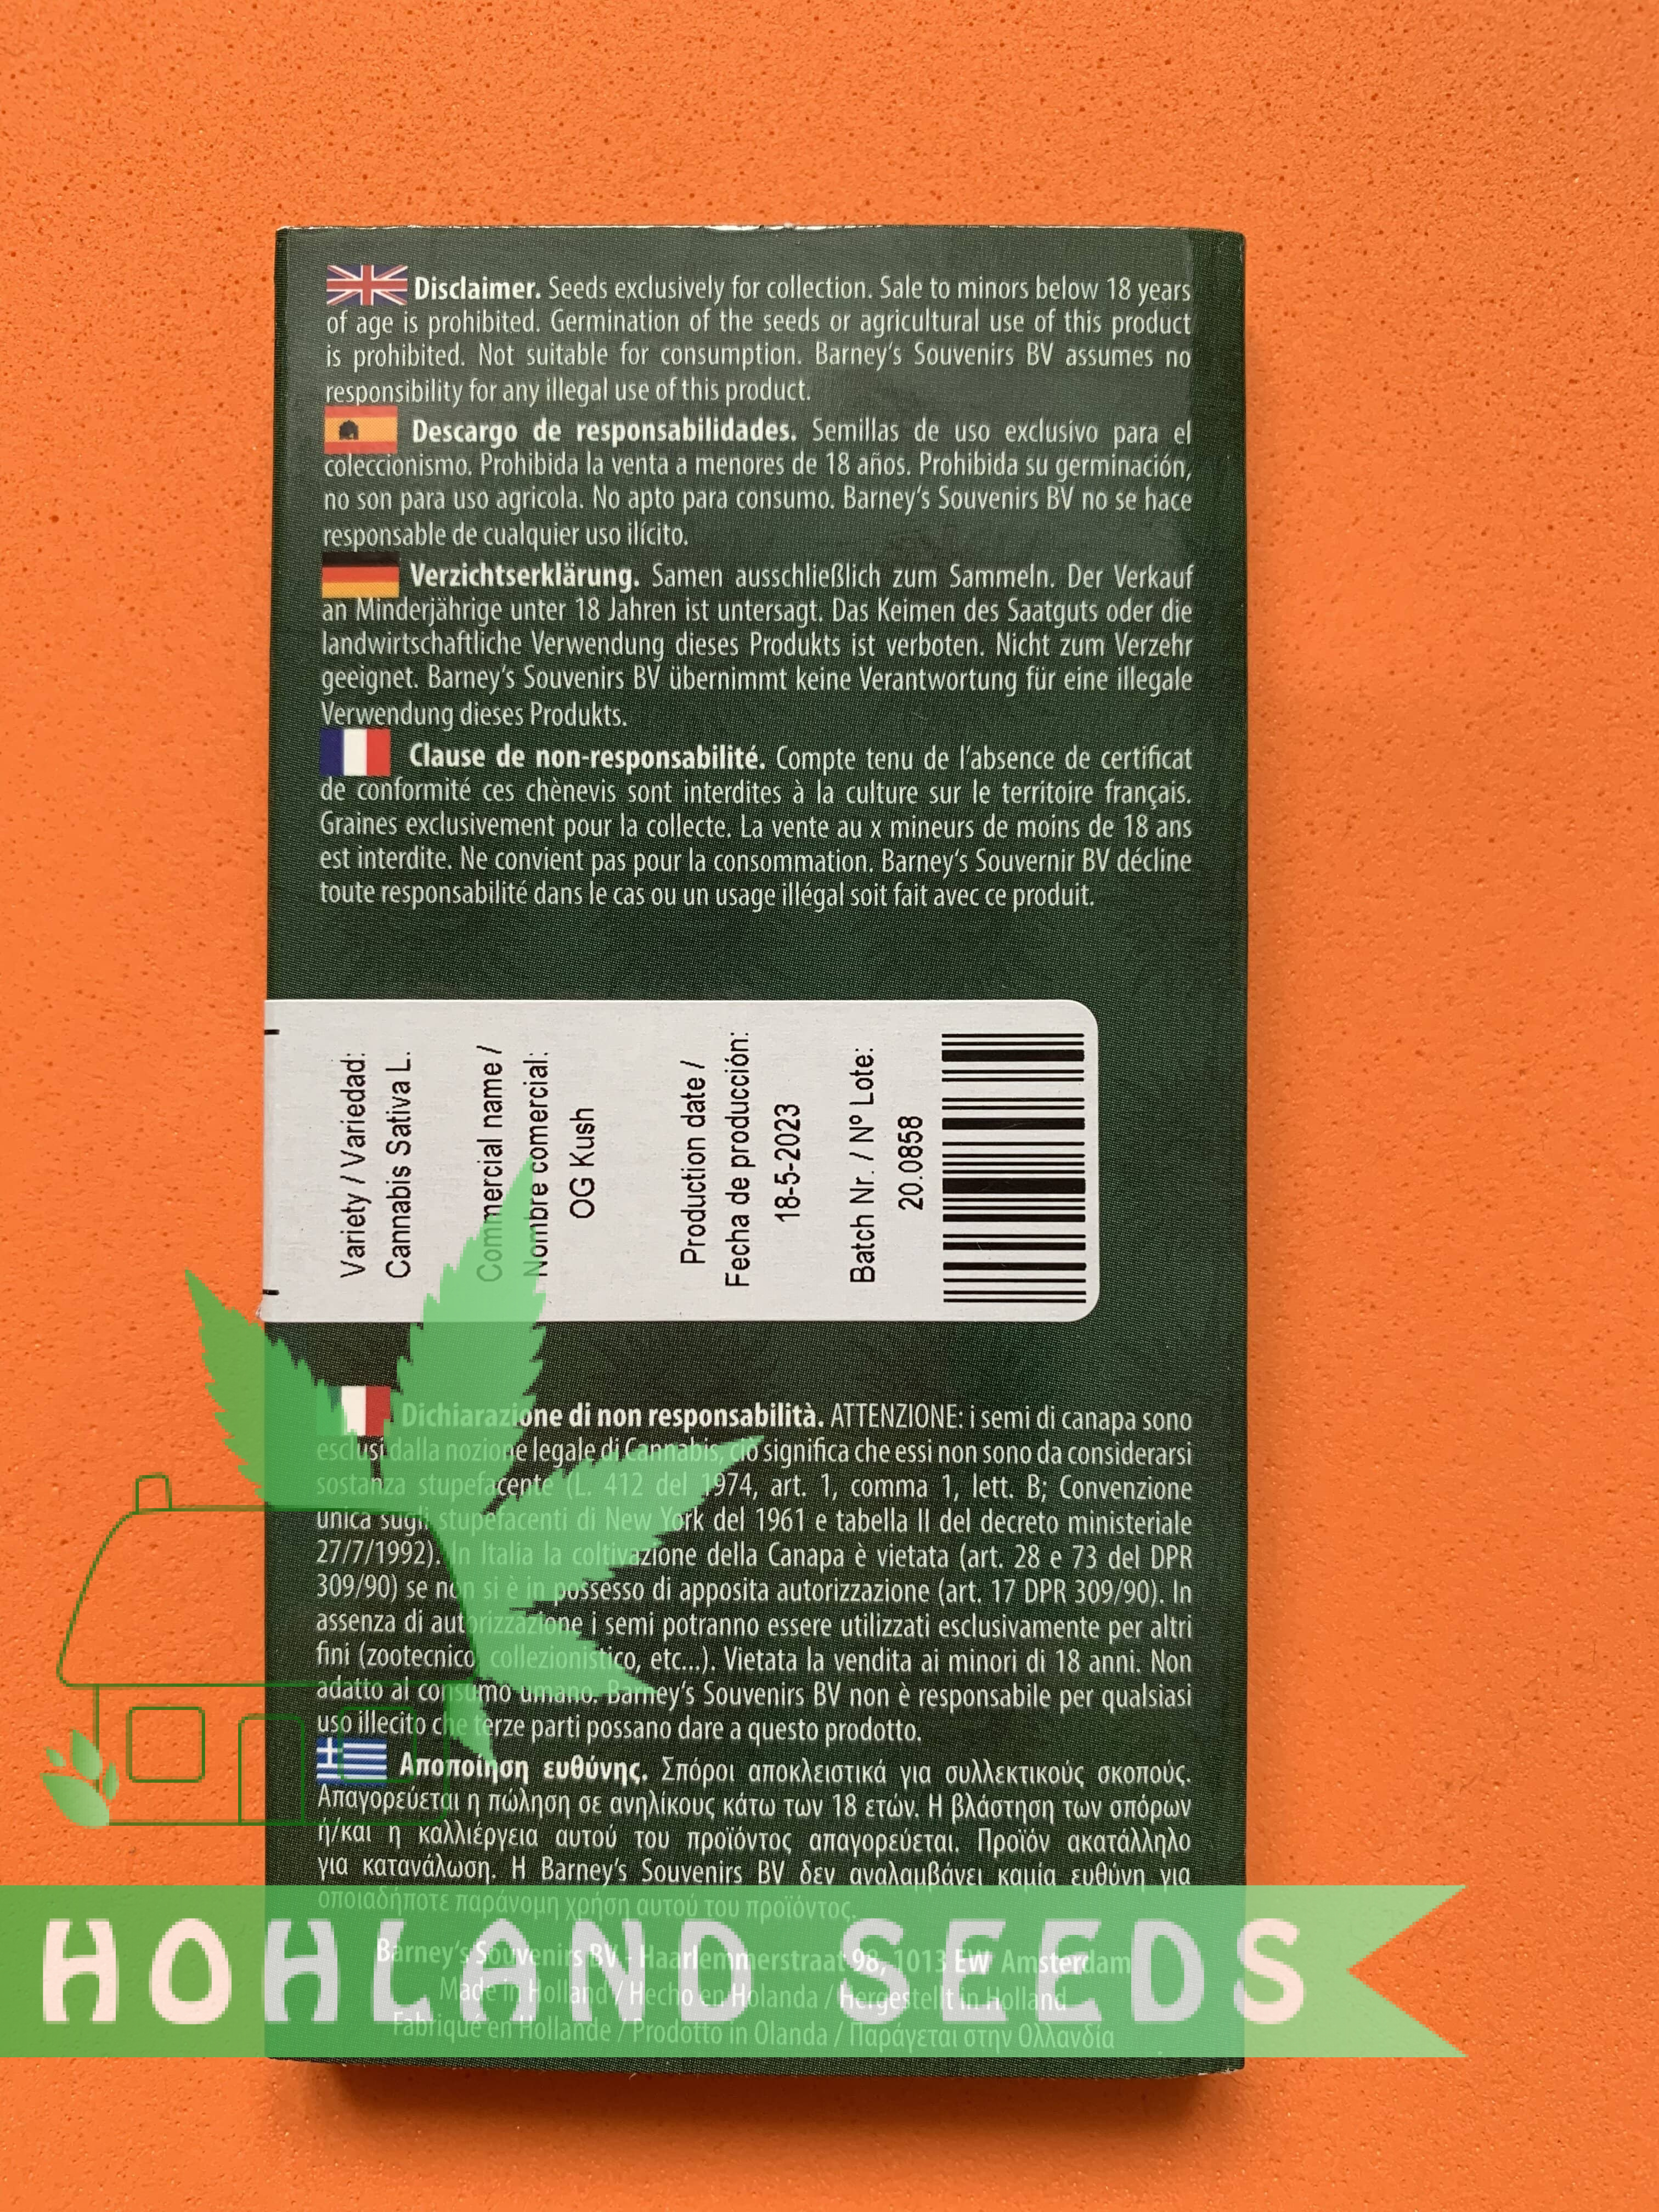 Disclaimer. Seeds exclusively for collection. Sale to minors below 18 years
of age is prohibited. Germination of the seeds or agricultural use of this product
is prohibited. Not suitable for consumption. Barney's Souvenirs BV assumes no
responsibility for any illegal use of this product.
Descargo de responsabilidades. Semillas de uso exclusivo para el
coleccionismo. Prohibida la venta a menores de 18 años. Prohibida su germinación,
no son para uso agricola. No apto para consumo. Barney's Souvenirs BV no se hace
responsable de cualquier uso ilícito.
Verzichtserklärung. Samen ausschließlich zum Sammeln. Der Verkauf
an Minderjährige unter 18 Jahren ist untersagt. Das Keimen des Saatguts oder die
landwirtschaftliche Verwendung dieses Produkts ist verboten. Nicht zum Verzehr
geeignet. Barney's Souvenirs BV übernimmt keine Verantwortung für eine illegale
Verwendung dieses Produkts.
Clause de non-responsabilité. Compte tenu de l'absence de certificat
de conformité ces chènevis sont interdites à la culture sur le territoire français.
Graines exclusivement pour la collecte. La vente au x mineurs de moins de 18 ans
est interdite. Ne convient pas pour la consommation. Barney's Souvernir BV décline
toute responsabilité dans le cas ou un usage illégal soit fait avec ce produit.
Variety / Variedad:
Cannabis Sativa L.
Commercial name /
Nombre comercial:
OG Kush
Production date /
Fecha de producción:
18-5-2023
Batch Nr. / Nº Lote:
20.0858
Dichiarazione di non responsabilità. ATTENZIONE: i semi di canapa sono
esclusi dalla nozione legale di Cannabis, ciò significa che essi non sono da considerarsi
sostanza stupefacente (L. 412 del 1974, art. 1, comma 1, lett. B; Convenzione
unica sugli stupefacenti di New York del 1961 e tabella II del decreto ministeriale
27/7/1992). In Italia la coltivazione della Canapa è vietata (art. 28 e 73 del DPR
309/90) se non si è in possesso di apposita autorizzazione (art. 17 DPR 309/90). In
assenza di autorizzazione i semi potranno essere utilizzati esclusivamente per altri
fini (zootecnico, collezionistico, etc...). Vietata la vendita ai minori di 18 anni. Non
adatto al consumo umano. Barney's Souvenirs BV non è responsabile per qualsiasi
uso illecito che terze parti possano dare a questo prodotto.
Αποποίηση ευθύνης. Σπόροι αποκλειστικά για συλλεκτικούς σκοπούς.
Απαγορεύεται η πώληση σε ανηλίκους κάτω των 18 ετών. Η βλάστηση των σπόρων
ή/και η καλλιέργεια αυτού του προϊόντος απαγορεύεται. Προϊόν ακατάλληλο
για κατανάλωση. Η Barney's Souvenirs BV δεν αναλαμβάνει καμία ευθύνη για
οποιαδήποτε παράνομη χρήση αυτού του προϊόντος.
HOHLAND SEEDS
Barney's Souvenirs BV - Haarlemmerstraat 98, 1013 EW Amsterdam
Made in Holland / Hecho en Holanda / Hergestellt in Holland
Fabriqué en Hollande / Prodotto in Olanda / Παράγεται στην Ολλανδία